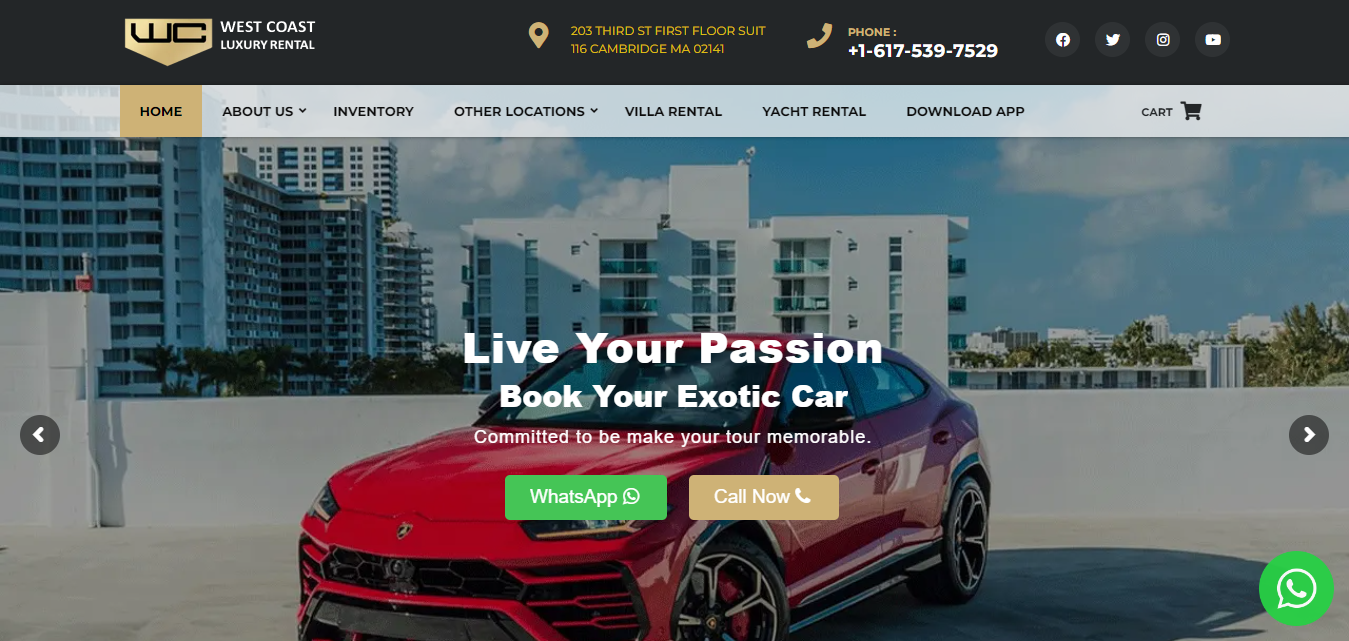 WC
WEST COAST
LUXURY RENTAL
203 THIRD ST FIRST FLOOR SUIT
116 CAMBRIDGE MA 02141
PHONE :
+1-617-539-7529
HOME
ABOUT US
INVENTORY
OTHER LOCATIONS
VILLA RENTAL
YACHT RENTAL
DOWNLOAD APP
CART
Live Your Passion
Book Your Exotic Car
Committed to be make your tour memorable.
WhatsApp
Call Now